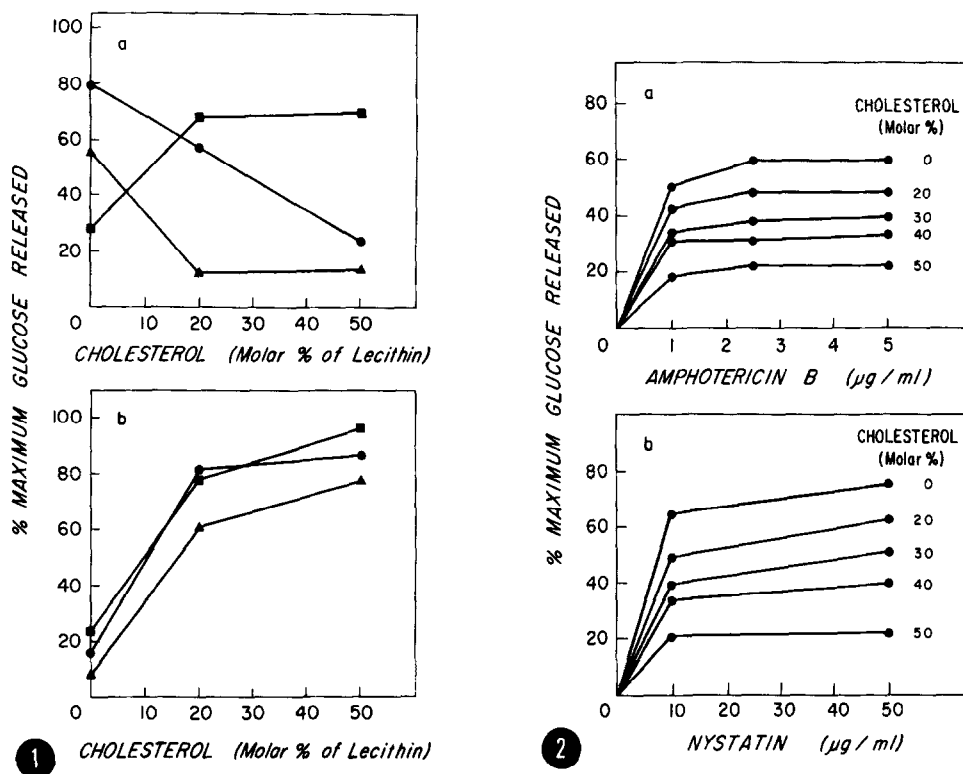 % MAXIMUM GLUCOSE RELEASED
a
100
80
60
40
20
0 10 20 30 40 50
CHOLESTEROL (Molar % of Lecithin)
b
100
80
60
40
20
0 10 20 30 40 50
CHOLESTEROL (Molar % of Lecithin)
1
% MAXIMUM GLUCOSE RELEASED
a
CHOLESTEROL
(Molar %)
80
60
40
20
0
20
30
40
50
0 1 2 3 4 5
AMPHOTERICIN B (µg / ml)
b
CHOLESTEROL
(Molar %)
80
60
40
20
0
20
30
40
50
0 10 20 30 40 50
NYSTATIN (µg / ml)
2